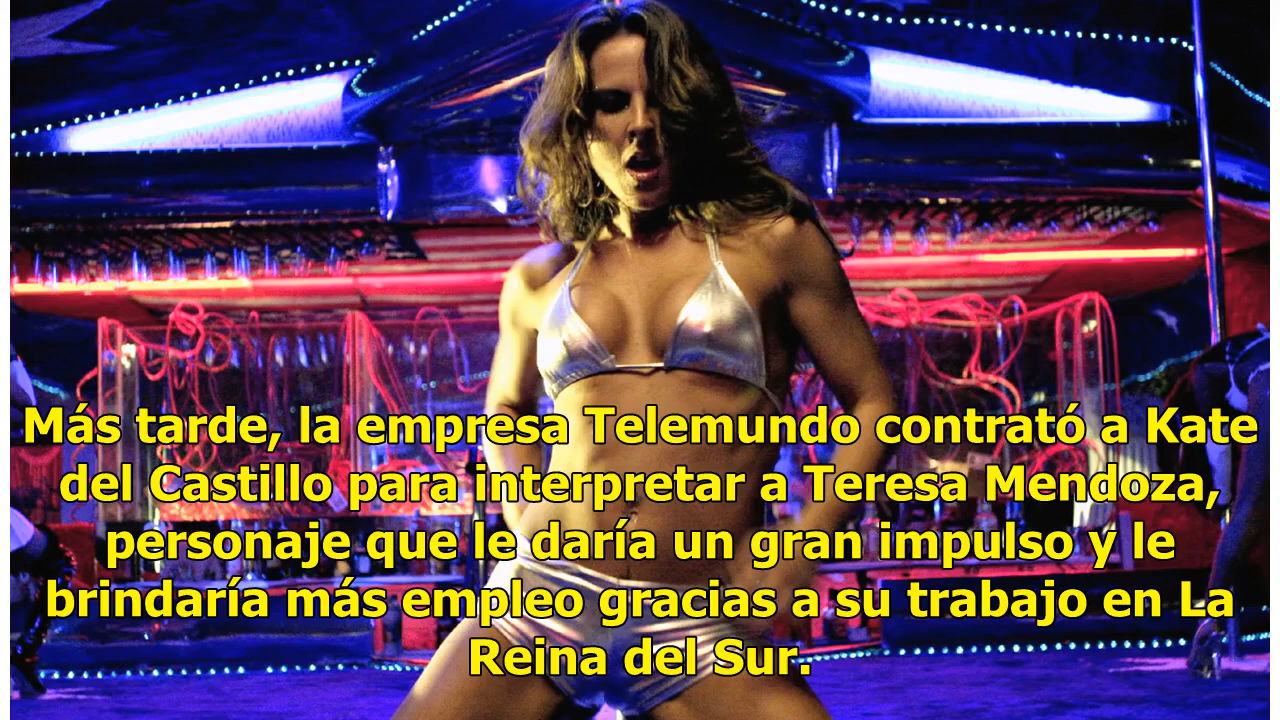 Más tarde, la empresa Telemundo contrató a Kate
del Castillo para interpretar a Teresa Mendoza,
personaje que le daría un gran impulso y le
brindaría más empleo gracias a su trabajo en La
Reina del Sur.